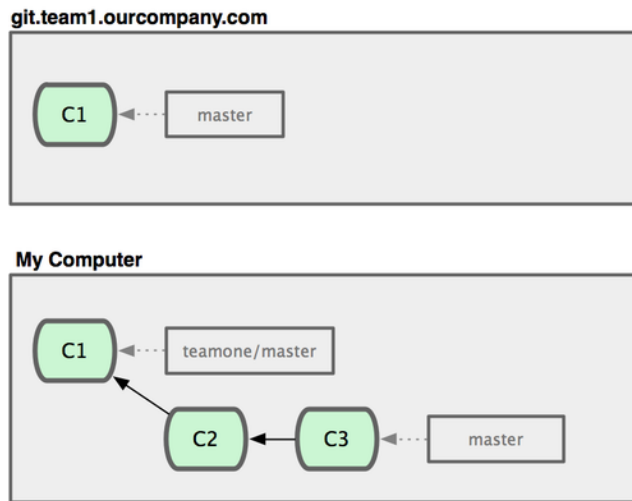 git.team1.ourcompany.com
C1
master
My Computer
C1
teamone/master
C2
C3
master